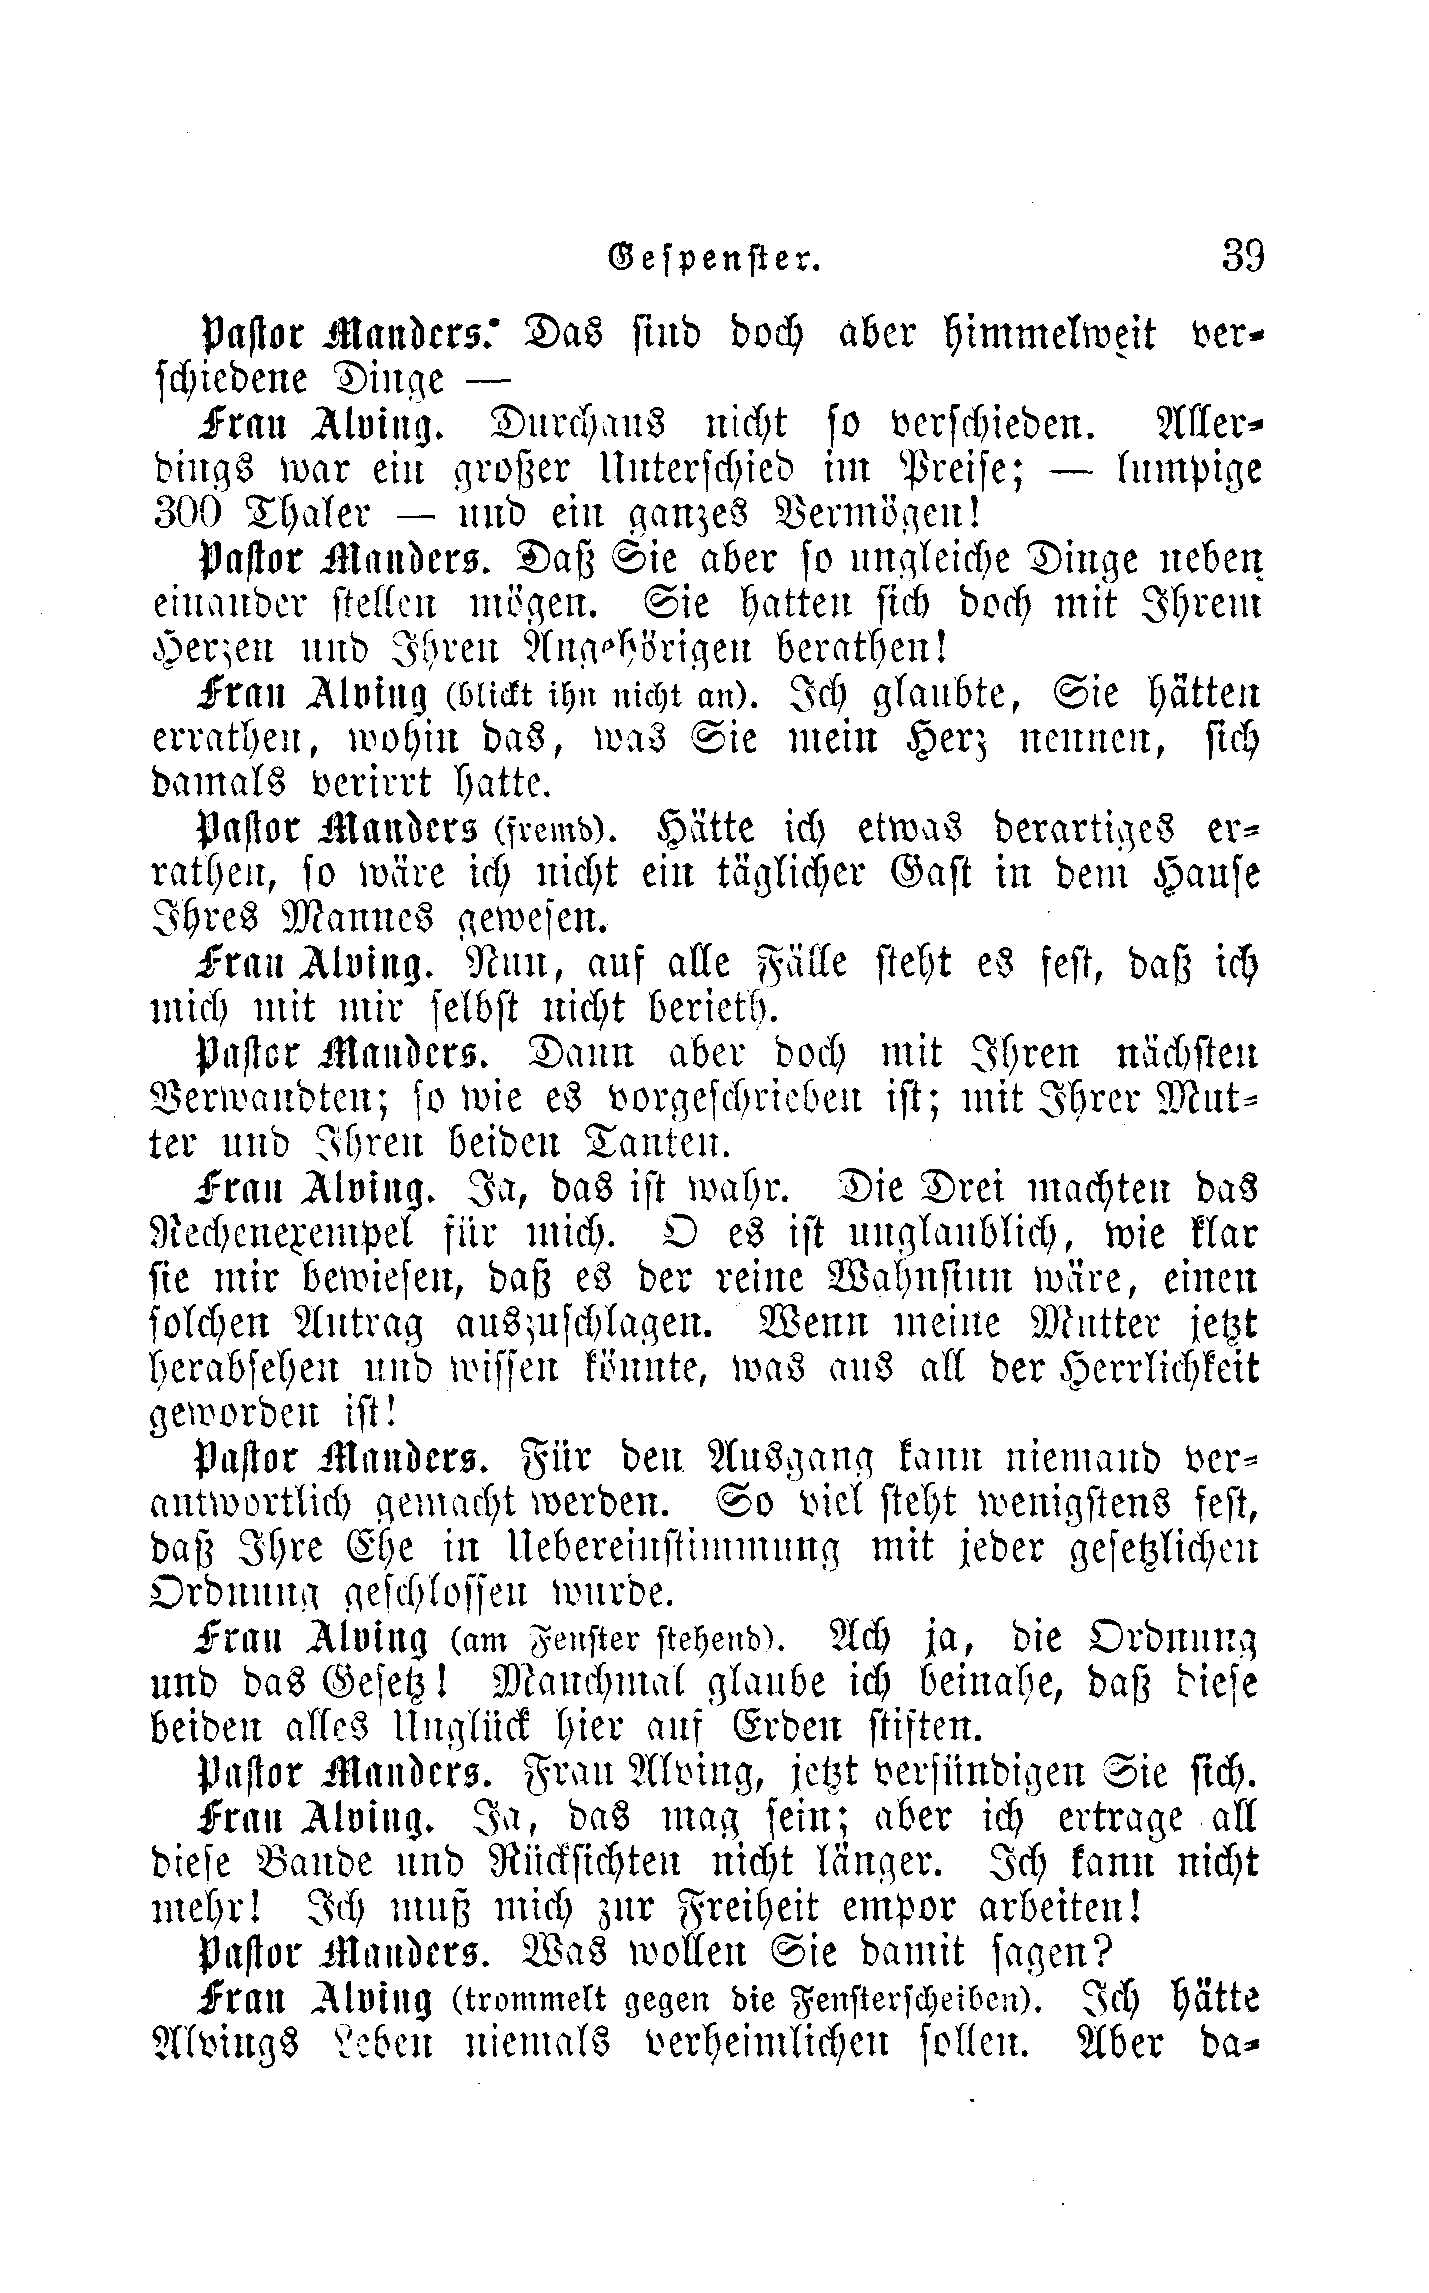 Gespenster. 39
Pastor Manders. Das sind doch aber himmelweit ver-
schiedene Dinge —
Frau Alving. Durchaus nicht so verschieden. Aller-
dings war ein großer Unterschied im Preise; — lumpige
300 Thaler — und ein ganzes Vermögen!
Pastor Manders. Daß Sie aber so ungleiche Dinge neben
einander stellen mögen. Sie hatten sich doch mit Ihrem
Herzen und Ihren Angehörigen berathen!
Frau Alving (blickt ihn nicht an). Ich glaubte, Sie hätten
errathen, wohin das, was Sie mein Herz nennen, sich
damals verirrt hatte.
Pastor Manders (fremd). Hätte ich etwas derartiges er-
rathen, so wäre ich nicht ein täglicher Gast in dem Hause
Ihres Mannes gewesen.
Frau Alving. Nun, auf alle Fälle steht es fest, daß ich
mich mit mir selbst nicht berieth.
Pastor Manders. Dann aber doch mit Ihren nächsten
Verwandten; so wie es vorgeschrieben ist; mit Ihrer Mut-
ter und Ihren beiden Tanten.
Frau Alving. Ja, das ist wahr. Die Drei machten das
Rechenexempel für mich. O es ist unglaublich, wie klar
sie mir bewiesen, daß es der reine Wahnsinn wäre, einen
solchen Antrag auszuschlagen. Wenn meine Mutter jetzt
herabsehen und wissen könnte, was aus all der Herrlichkeit
geworden ist!
Pastor Manders. Für den Ausgang kann niemand ver-
antwortlich gemacht werden. So viel steht wenigstens fest,
daß Ihre Ehe in Uebereinstimmung mit jeder gesetzlichen
Ordnung geschlossen wurde.
Frau Alving (am Fenster stehend). Ach ja, die Ordnung
und das Gesetz! Manchmal glaube ich beinahe, daß diese
beiden alles Unglück hier auf Erden stiften.
Pastor Manders. Frau Alving, jetzt versündigen Sie sich.
Frau Alving. Ja, das mag sein; aber ich ertrage all
diese Bande und Rücksichten nicht länger. Ich kann nicht
mehr! Ich muß mich zur Freiheit empor arbeiten!
Pastor Manders. Was wollen Sie damit sagen?
Frau Alving (trommelt gegen die Fensterscheiben). Ich hätte
Alvings Leben niemals verheimlichen sollen. Aber da-